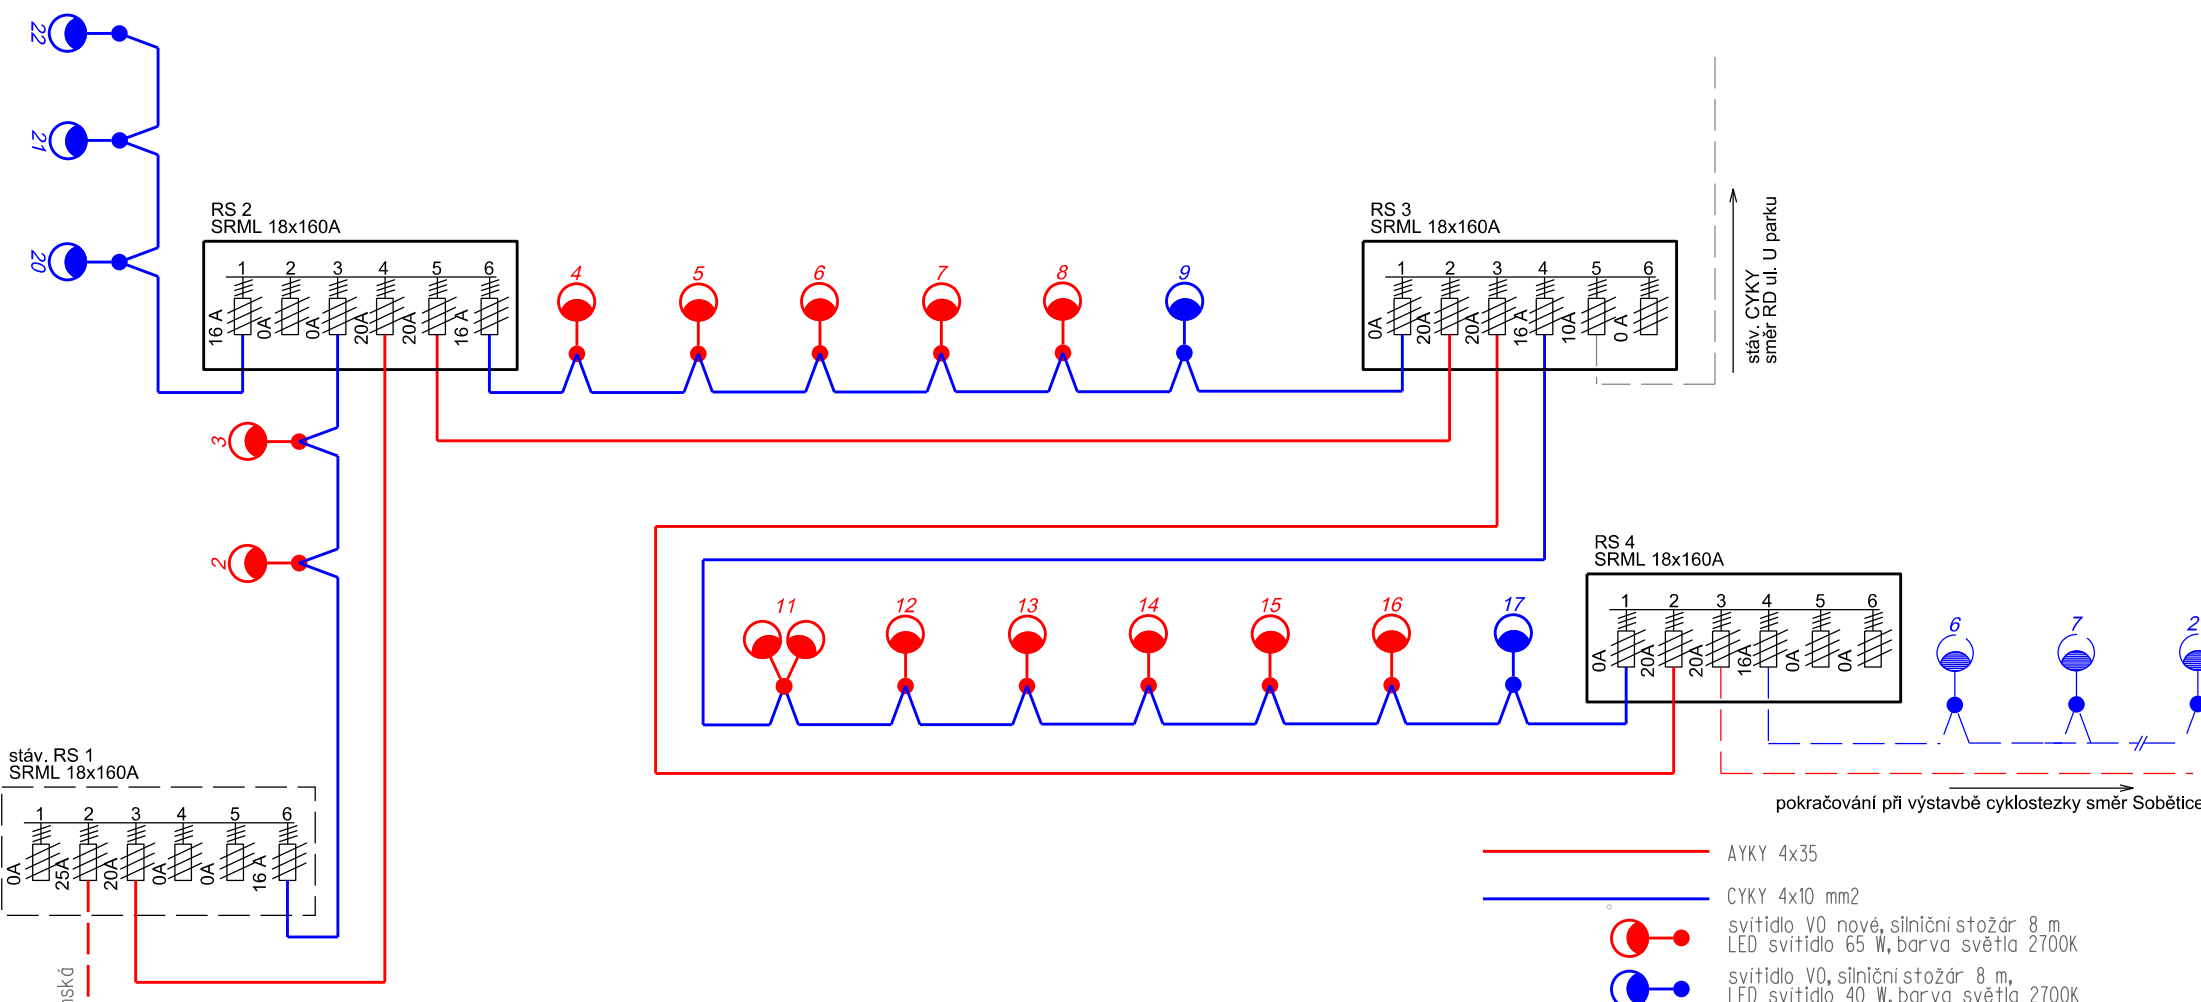 22
21
20
RS 2
SRML 18x160A
1 2 3 4 5 6
16 A 0A 0A 20A 20A 16 A
4 5 6 7 8 9
RS 3
SRML 18x160A
1 2 3 4 5 6
0A 20A 20A 16 A 10A 0 A
stáv. CYKY
směr RD ul. U parku
3
2
11 12 13 14 15 16 17
RS 4
SRML 18x160A
1 2 3 4 5 6
0A 20A 20A 16A 0A 0A
6 7 2
pokračování při výstavbě cyklostezky směr Sobětice
stáv. RS 1
SRML 18x160A
1 2 3 4 5 6
0A 25A 20A 0A 0A 16 A
nská
AYKY 4x35
CYKY 4x10 mm2
svítidlo VO nové, silniční stožár 8 m
LED svítidlo 65 W, barva světla 2700K
svítidlo VO, silniční stožár 8 m,
LED svítidlo 40 W, barva světla 2700K